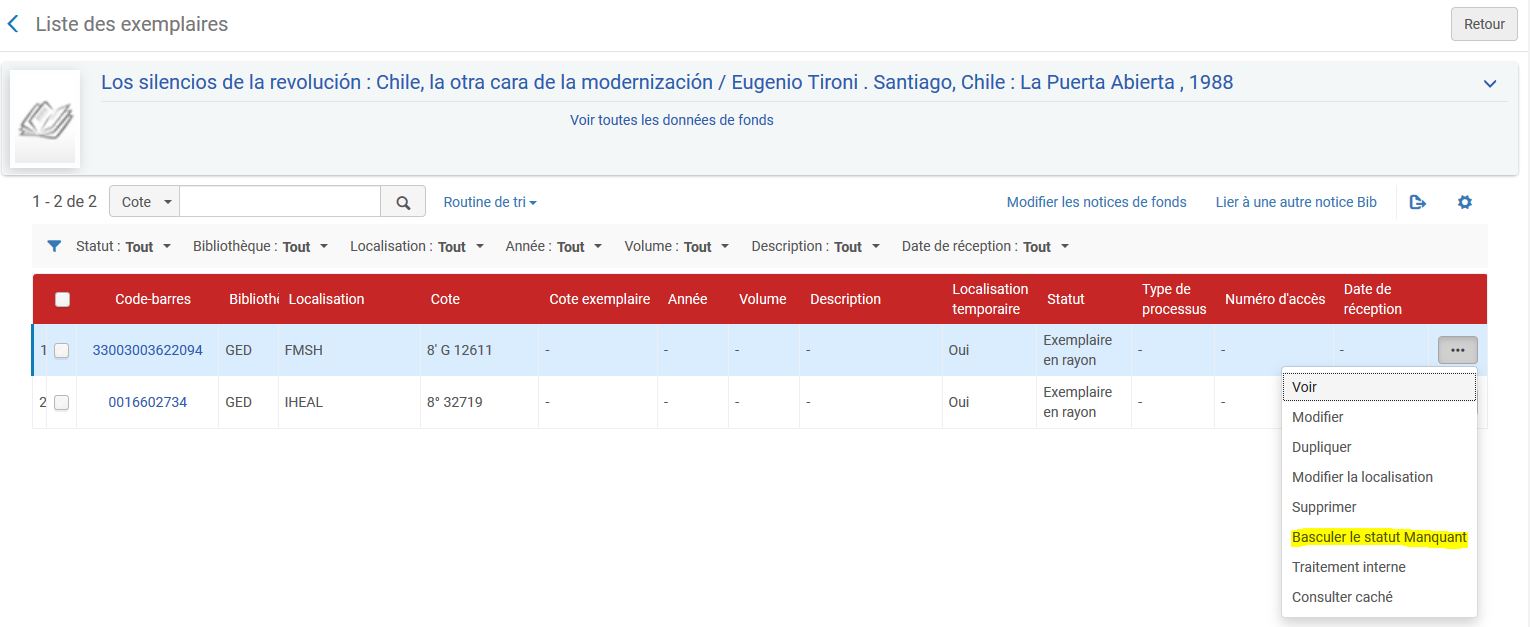 Liste des exemplaires
Retour
Los silencios de la revolución : Chile, la otra cara de la modernización / Eugenio Tironi . Santiago, Chile : La Puerta Abierta , 1988
Voir toutes les données de fonds
1 - 2 de 2 Cote Routine de tri Modifier les notices de fonds Lier à une autre notice Bib
Statut : Tout Bibliothèque : Tout Localisation : Tout Année : Tout Volume : Tout Description : Tout Date de réception : Tout
Code-barres Biblioth Localisation Cote Cote exemplaire Année Volume Description Localisation temporaire Statut Type de processus Numéro d'accès Date de réception
1 33003003622094 GED FMSH 8' G 12611 - - - - Oui Exemplaire en rayon - - -
2 0016602734 GED IHEAL 8° 32719 - - - - Oui Exemplaire en rayon - -
Voir
Modifier
Dupliquer
Modifier la localisation
Supprimer
Basculer le statut Manquant
Traitement interne
Consulter caché